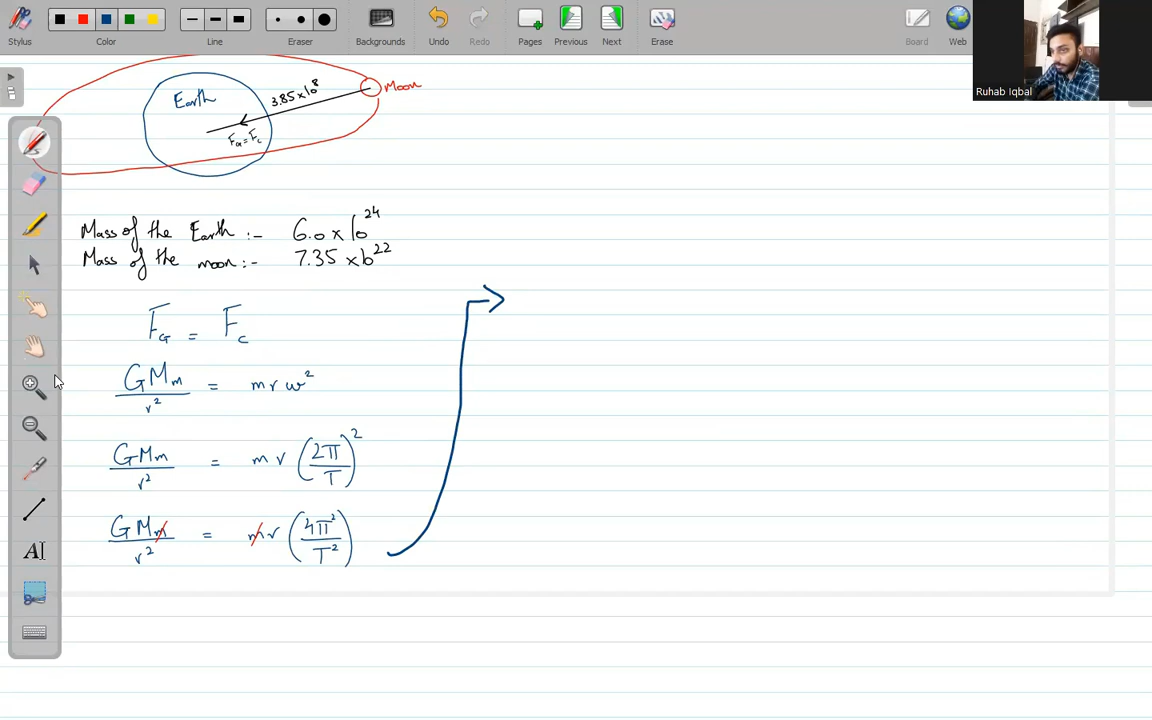 Stylus Color Line Eraser Backgrounds Undo Redo Pages Previous Next Erase Board Web
Ruhab Iqbal
Earth
3.85 x 10⁸
Moon
F_G = F_c
Mass of the Earth :- 6.0 x 10²⁴
Mass of the moon :- 7.35 x 10²²
F_G = F_c
GMm/r² = mrω²
GMm/r² = mr(2π/T)²
GMm/r² = mr(4π²/T²)
A